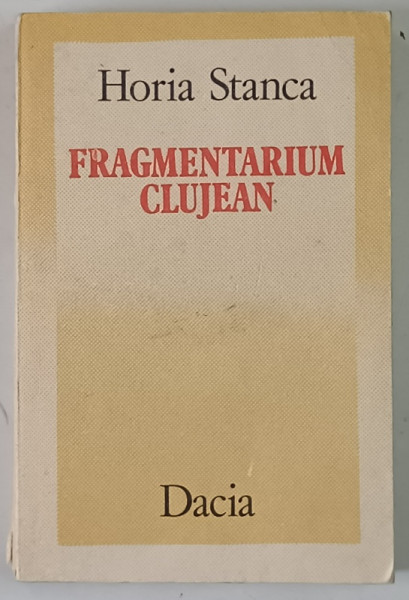 Horia Stanca
FRAGMENTARIUM
CLUJEAN
Dacia